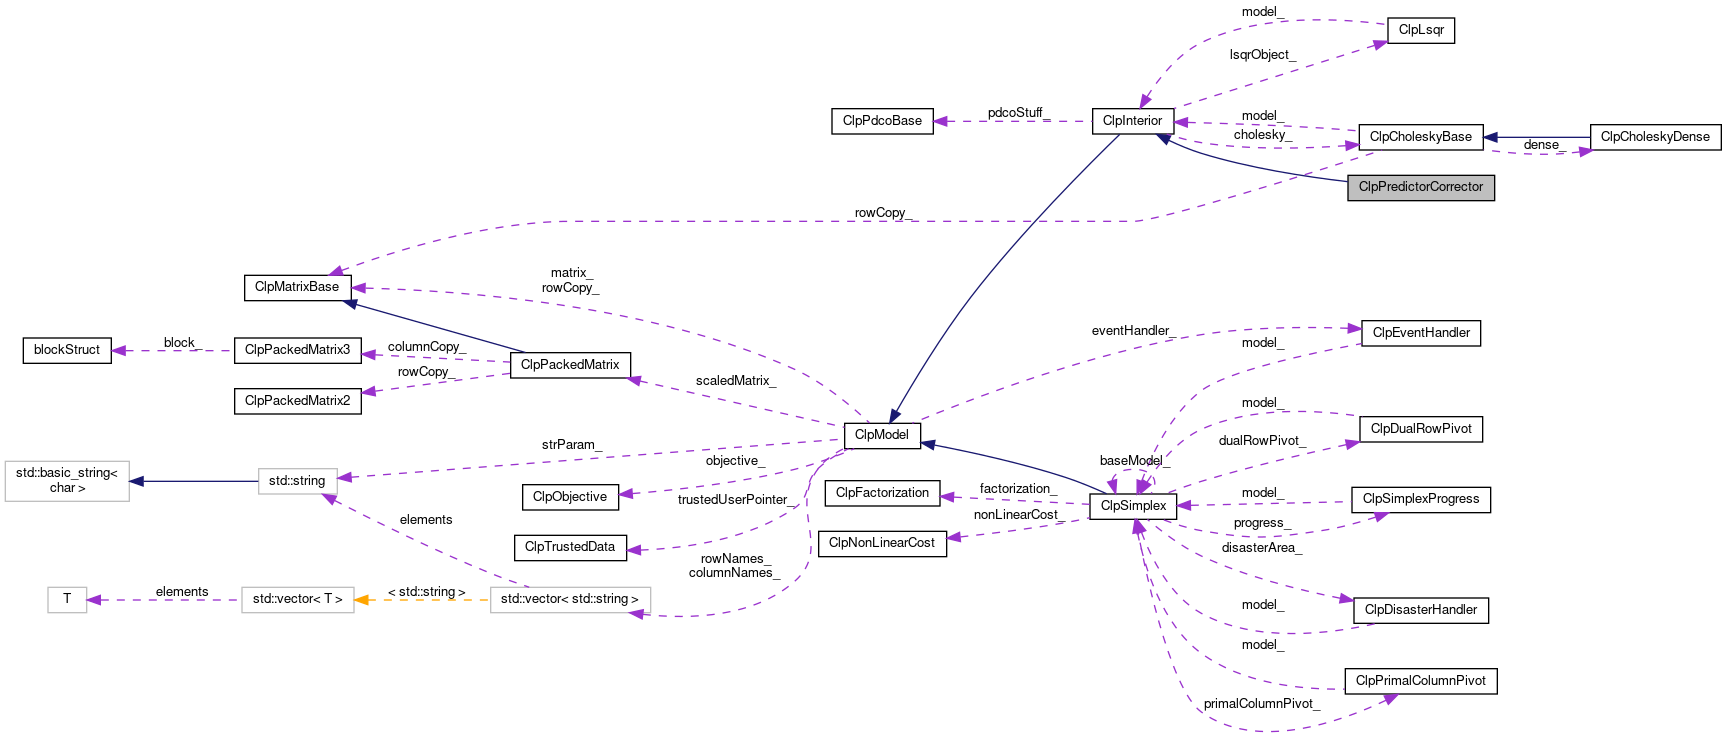 model_
ClpLsqr
lsqrObject_
ClpPdcoBase
pdcoStuff_
ClpInterior
model_
cholesky_
ClpCholeskyBase
dense_
ClpCholeskyDense
ClpPredictorCorrector
rowCopy_
ClpMatrixBase
matrix_
rowCopy_
blockStruct
block_
ClpPackedMatrix3
columnCopy_
rowCopy_
ClpPackedMatrix
ClpPackedMatrix2
scaledMatrix_
eventHandler_
ClpEventHandler
model_
ClpModel
model_
ClpDualRowPivot
dualRowPivot_
strParam_
objective_
baseModel_
std::basic_string<
char >
std::string
ClpObjective
trustedUserPointer_
ClpFactorization
factorization_
ClpSimplex
model_
ClpSimplexProgress
progress_
nonLinearCost_
ClpNonLinearCost
elements
ClpTrustedData
disasterArea_
rowNames_
columnNames_
T
elements
std::vector< T >
< std::string >
std::vector< std::string >
model_
ClpDisasterHandler
model_
ClpPrimalColumnPivot
primalColumnPivot_